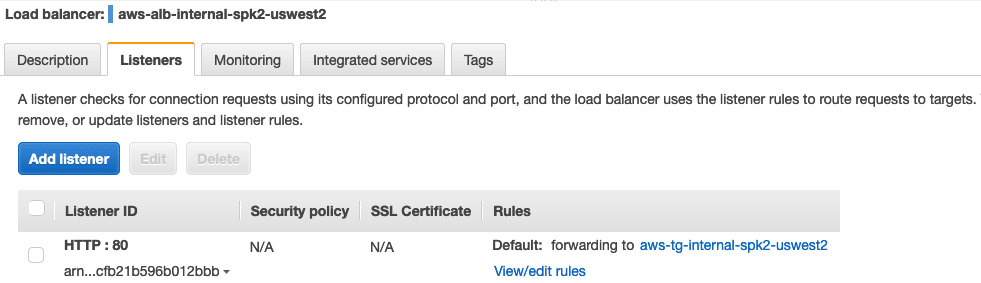 Load balancer: aws-alb-internal-spk2-uswest2
Description Listeners Monitoring Integrated services Tags
A listener checks for connection requests using its configured protocol and port, and the load balancer uses the listener rules to route requests to targets.
remove, or update listeners and listener rules.
Add listener Edit Delete
Listener ID Security policy SSL Certificate Rules
HTTP : 80 N/A N/A Default: forwarding to aws-tg-internal-spk2-uswest2
arn...cfb21b596b012bbb View/edit rules